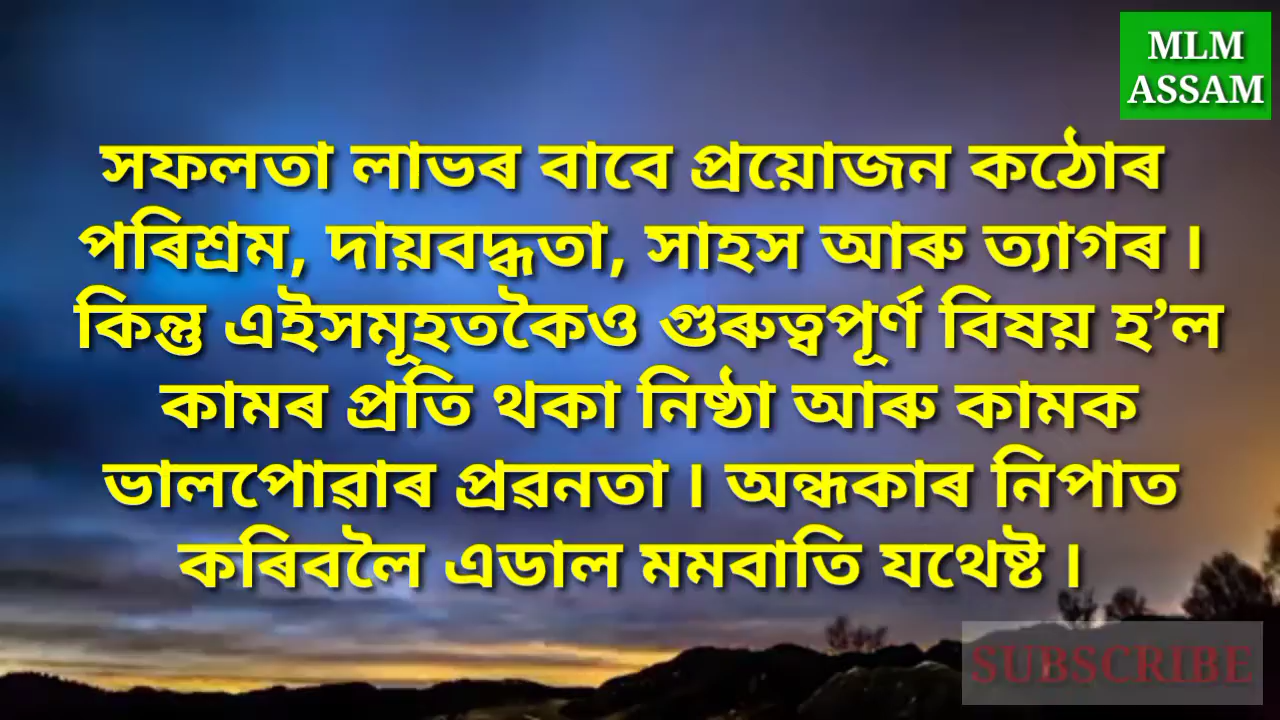 MLM
ASSAM
সফলতা লাভৰ বাবে প্ৰয়োজন কঠোৰ
পৰিশ্ৰম, দায়বদ্ধতা, সাহস আৰু ত্যাগৰ ।
কিন্তু এইসমূহতকৈও গুৰুত্বপূৰ্ণ বিষয় হ’ল
কামৰ প্ৰতি থকা নিষ্ঠা আৰু কামক
ভালপোৱাৰ প্ৰৱনতা । অন্ধকাৰ নিপাত
কৰিবলৈ এডাল মমবাতি যথেষ্ট ।
SUBSCRIBE